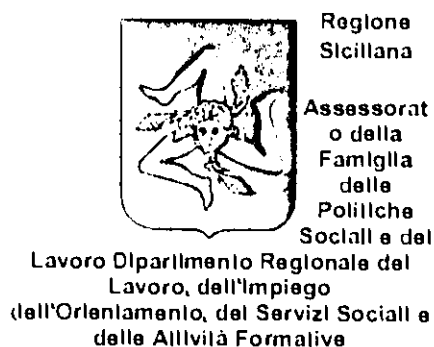 Regione
Siciliana
Assessorat
o della
Famiglia
delle
Politiche
Sociali e del
Lavoro Dipartimento Regionale del
Lavoro, dell'Impiego
dell'Orientamento, dei Servizi Sociali e
delle Attività Formative